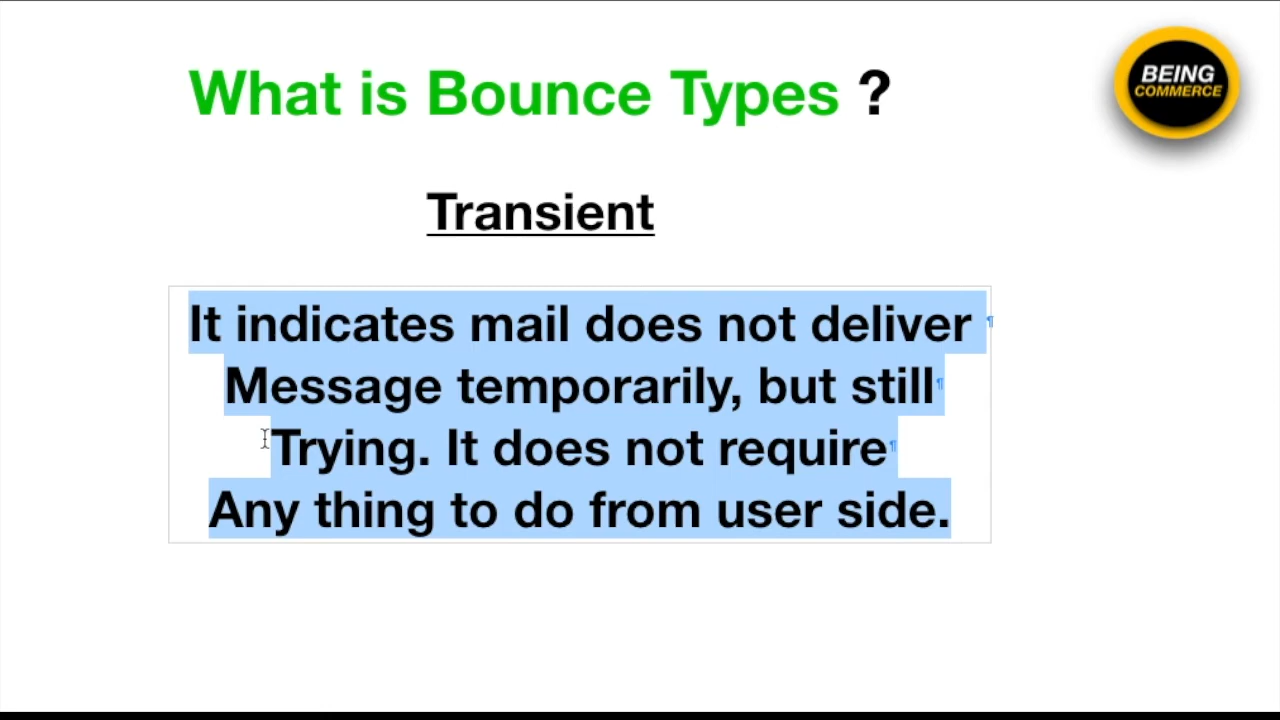 What is Bounce Types ?
BEING
COMMERCE
Transient
It indicates mail does not deliver
Message temporarily, but still
Trying. It does not require
Any thing to do from user side.